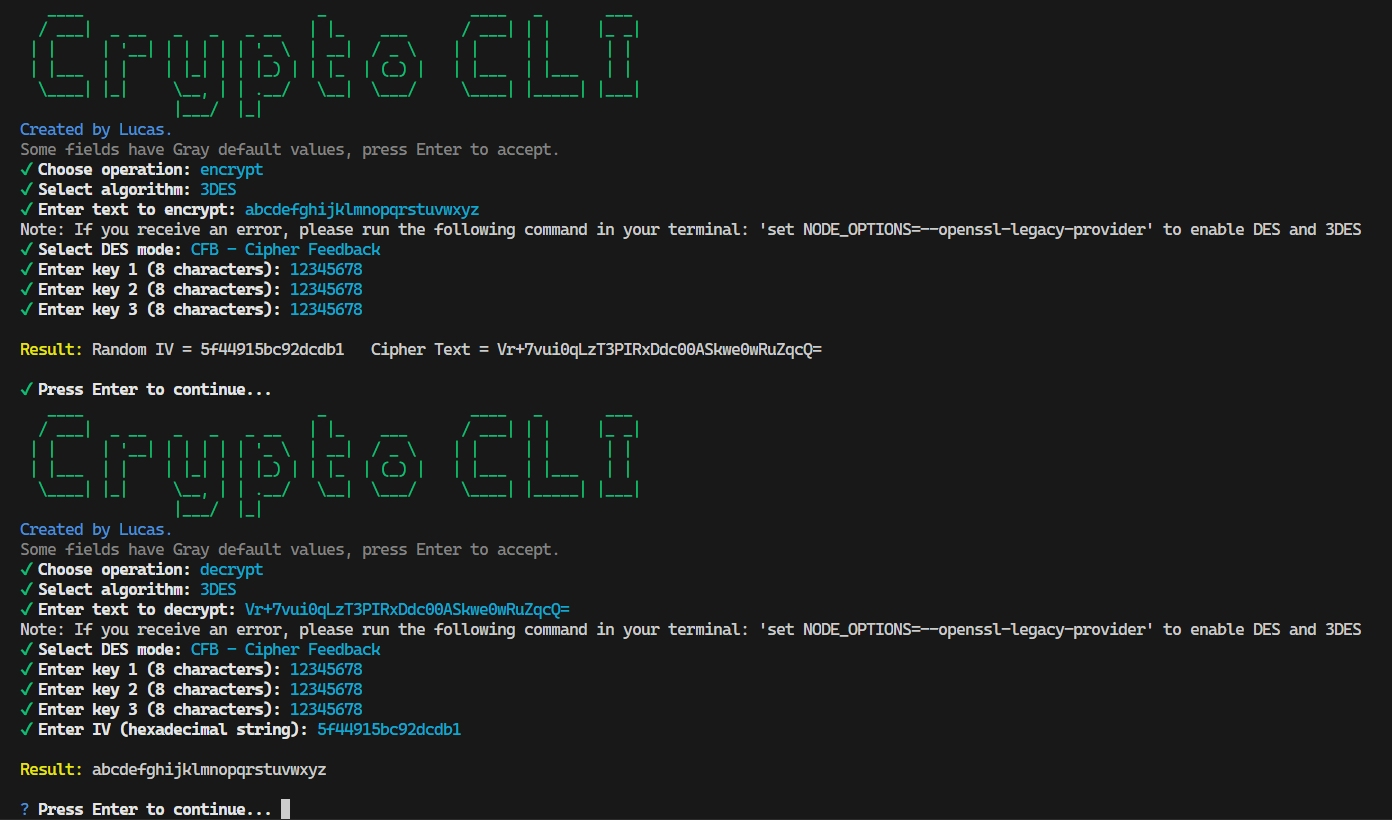 Crypto CLI
Created by Lucas.
Some fields have Gray default values, press Enter to accept.
✓ Choose operation: encrypt
✓ Select algorithm: 3DES
✓ Enter text to encrypt: abcdefghijklmnopqrstuvwxyz
Note: If you receive an error, please run the following command in your terminal: 'set NODE_OPTIONS=--openssl-legacy-provider' to enable DES and 3DES
✓ Select DES mode: CFB - Cipher Feedback
✓ Enter key 1 (8 characters): 12345678
✓ Enter key 2 (8 characters): 12345678
✓ Enter key 3 (8 characters): 12345678
Result: Random IV = 5f44915bc92dcdb1   Cipher Text = Vr+7vui0qLzT3PIRxDdc00ASkwe0wRuZqcQ=
✓ Press Enter to continue...
Crypto CLI
Created by Lucas.
Some fields have Gray default values, press Enter to accept.
✓ Choose operation: decrypt
✓ Select algorithm: 3DES
✓ Enter text to decrypt: Vr+7vui0qLzT3PIRxDdc00ASkwe0wRuZqcQ=
Note: If you receive an error, please run the following command in your terminal: 'set NODE_OPTIONS=--openssl-legacy-provider' to enable DES and 3DES
✓ Select DES mode: CFB - Cipher Feedback
✓ Enter key 1 (8 characters): 12345678
✓ Enter key 2 (8 characters): 12345678
✓ Enter key 3 (8 characters): 12345678
✓ Enter IV (hexadecimal string): 5f44915bc92dcdb1
Result: abcdefghijklmnopqrstuvwxyz
? Press Enter to continue...